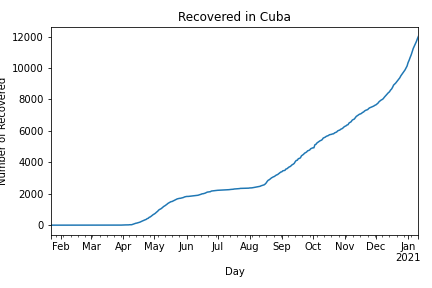 Recovered in Cuba
Number of Recovered
12000
10000
8000
6000
4000
2000
0
Feb Mar Apr May Jun Jul Aug Sep Oct Nov Dec Jan
2021
Day